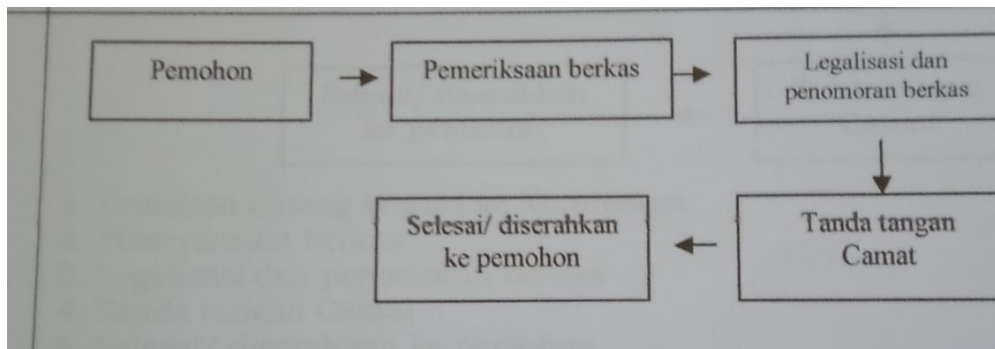 Pemohon
Pemeriksaan berkas
Legalisasi dan
penomoran berkas
Tanda tangan
Camat
Selesai/ diserahkan
ke pemohon